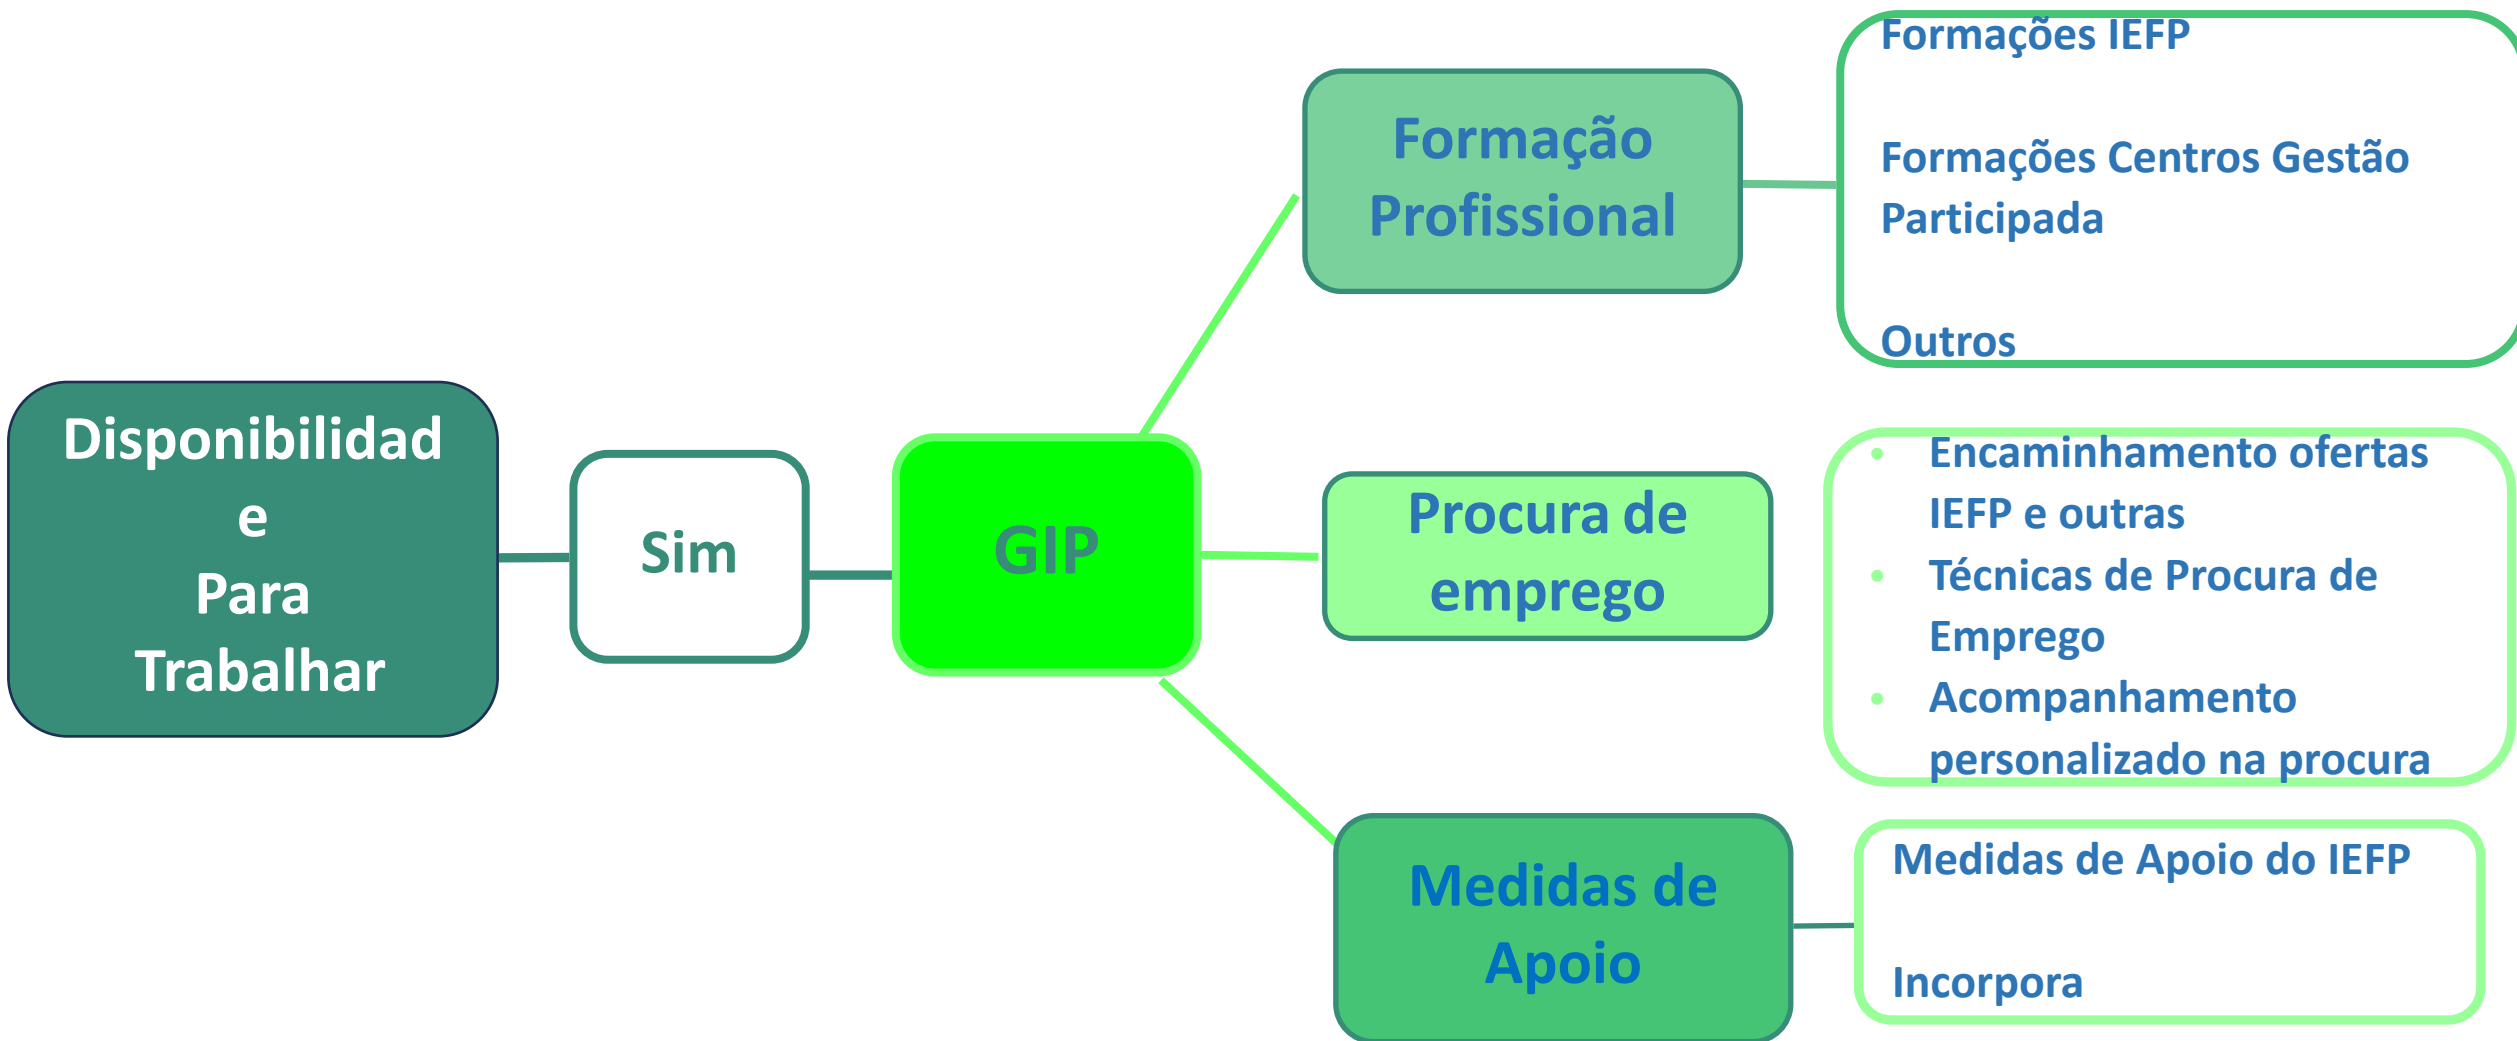 Disponibilidad
e
Para
Trabalhar
Sim
GIP
Formação
Profissional
Formações IEFP
Formações Centros Gestão
Participada
Outros
Procura de
emprego
• Encaminhamento ofertas
IEFP e outras
• Técnicas de Procura de
Emprego
• Acompanhamento
personalizado na procura
Medidas de
Apoio
Medidas de Apoio do IEFP
Incorpora